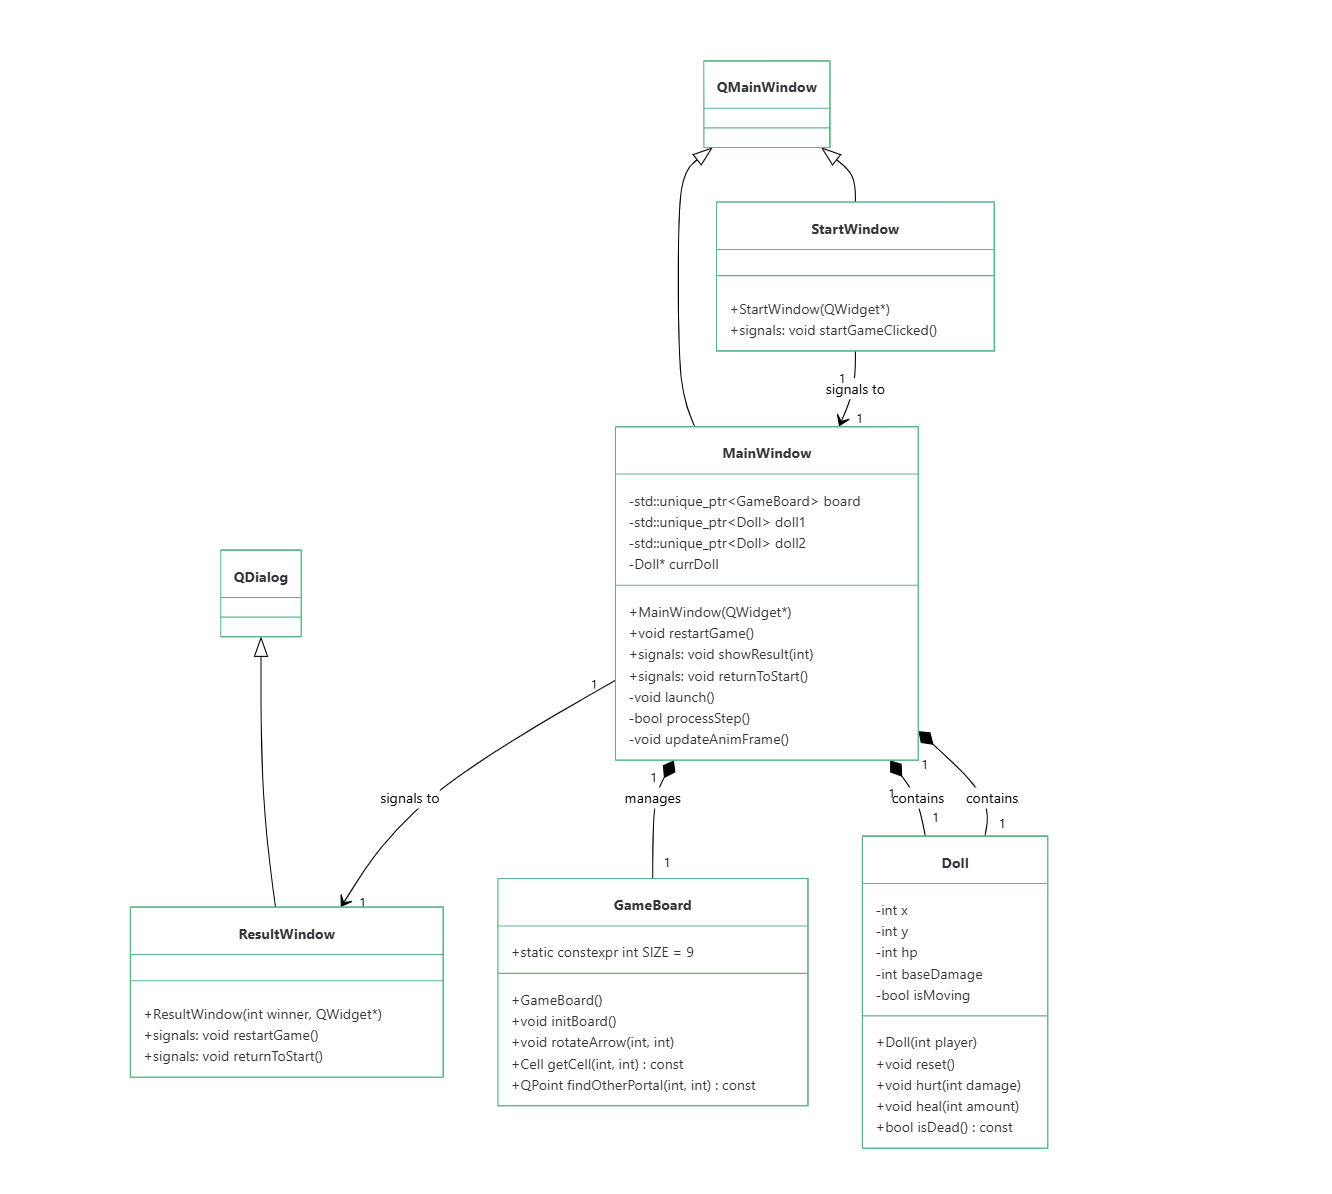 QMainWindow
StartWindow
+StartWindow(QWidget*)
+signals: void startGameClicked()
1
signals to
1
MainWindow
-std::unique_ptr<GameBoard> board
-std::unique_ptr<Doll> doll1
-std::unique_ptr<Doll> doll2
-Doll* currDoll
+MainWindow(QWidget*)
+void restartGame()
+signals: void showResult(int)
+signals: void returnToStart()
-void launch()
-bool processStep()
-void updateAnimFrame()
QDialog
1
signals to
1
1
manages
1
1
contains
1
1
contains
1
ResultWindow
+ResultWindow(int winner, QWidget*)
+signals: void restartGame()
+signals: void returnToStart()
GameBoard
+static constexpr int SIZE = 9
+GameBoard()
+void initBoard()
+void rotateArrow(int, int)
+Cell getCell(int, int) : const
+QPoint findOtherPortal(int, int) : const
Doll
-int x
-int y
-int hp
-int baseDamage
-bool isMoving
+Doll(int player)
+void reset()
+void hurt(int damage)
+void heal(int amount)
+bool isDead() : const